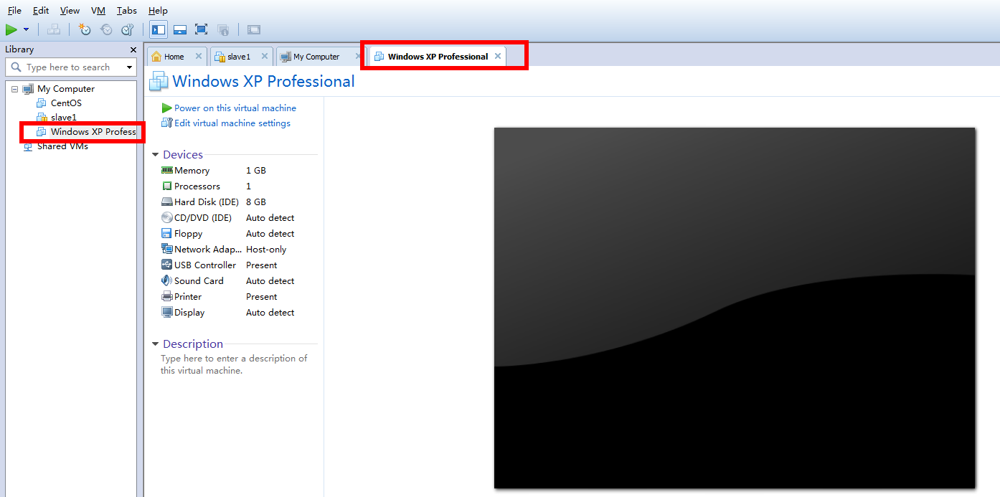 File Edit View VM Tabs Help
Library
Type here to search
My Computer
CentOS
slave1
Windows XP Profess
Shared VMs
Home
slave1
My Computer
Windows XP Professional
Windows XP Professional
Power on this virtual machine
Edit virtual machine settings
Devices
Memory 1 GB
Processors 1
Hard Disk (IDE) 8 GB
CD/DVD (IDE) Auto detect
Floppy Auto detect
Network Adap... Host-only
USB Controller Present
Sound Card Auto detect
Printer Present
Display Auto detect
Description
Type here to enter a description of
this virtual machine.